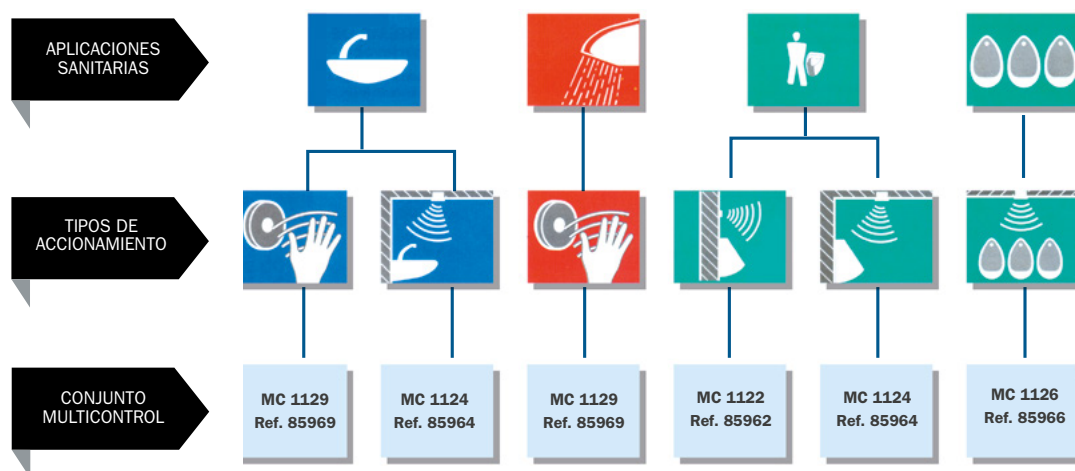 APLICACIONES
SANITARIAS
TIPOS DE
ACCIONAMIENTO
CONJUNTO
MULTICONTROL
MC 1129
Ref. 85969
MC 1124
Ref. 85964
MC 1129
Ref. 85969
MC 1122
Ref. 85962
MC 1124
Ref. 85964
MC 1126
Ref. 85966